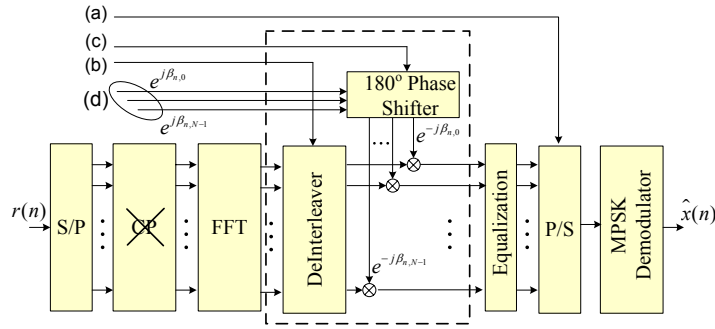 (a)
(c)
(b)
(d)
e^{jβ_{n,0}}
e^{jβ_{n,N-1}}
180° Phase
Shifter
e^{-jβ_{n,0}}
...
r(n)
S/P
CP
FFT
DeInterleaver
e^{-jβ_{n,N-1}}
Equalization
P/S
MPSK
Demodulator
x̂(n)